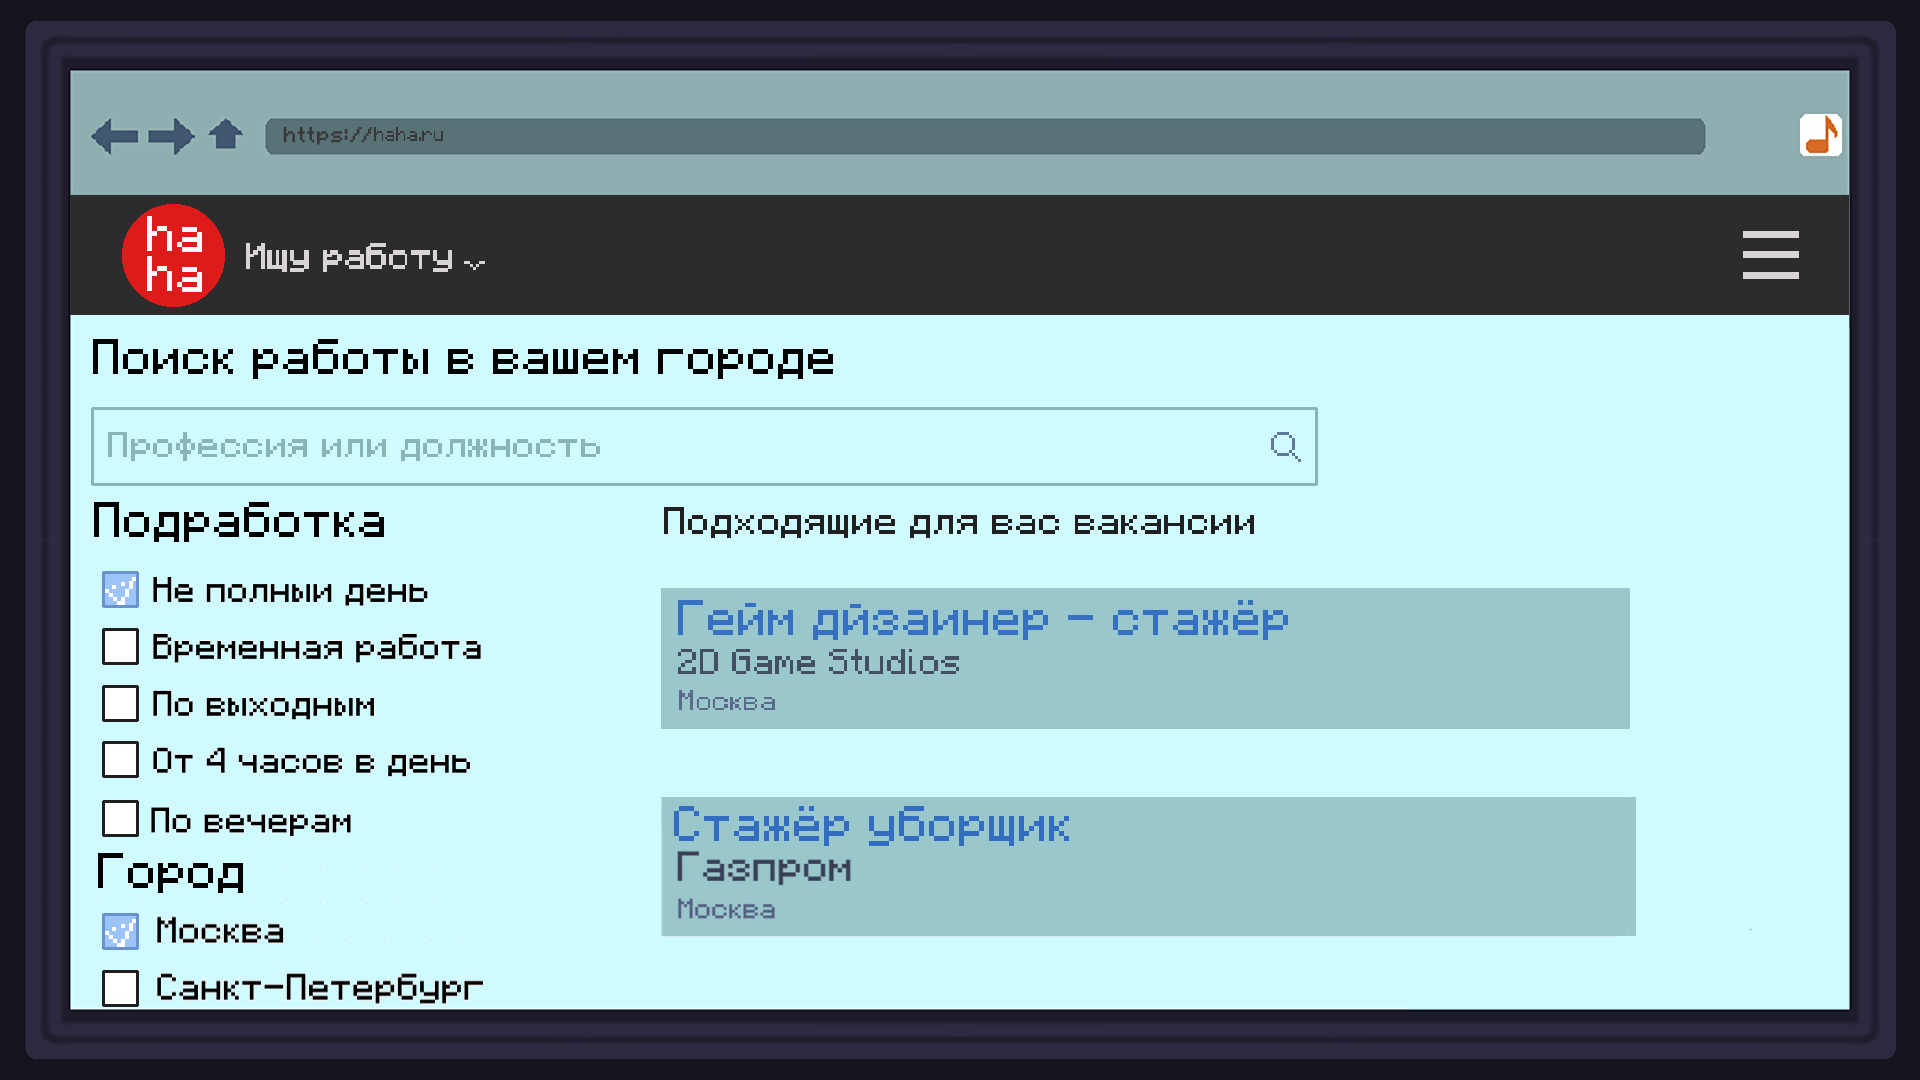 https://haha.ru
ha
ha
Ищу работу
Поиск работы в вашем городе
Профессия или должность
Подработка
Не полныи день
Временная работа
По выходным
От 4 часов в день
По вечерам
Город
Москва
Санкт-Петербург
Подходящие для вас вакансии
Гейм дйзаинер - стажёр
2D Game Studios
Москва
Стажёр уборщик
Газпром
Москва